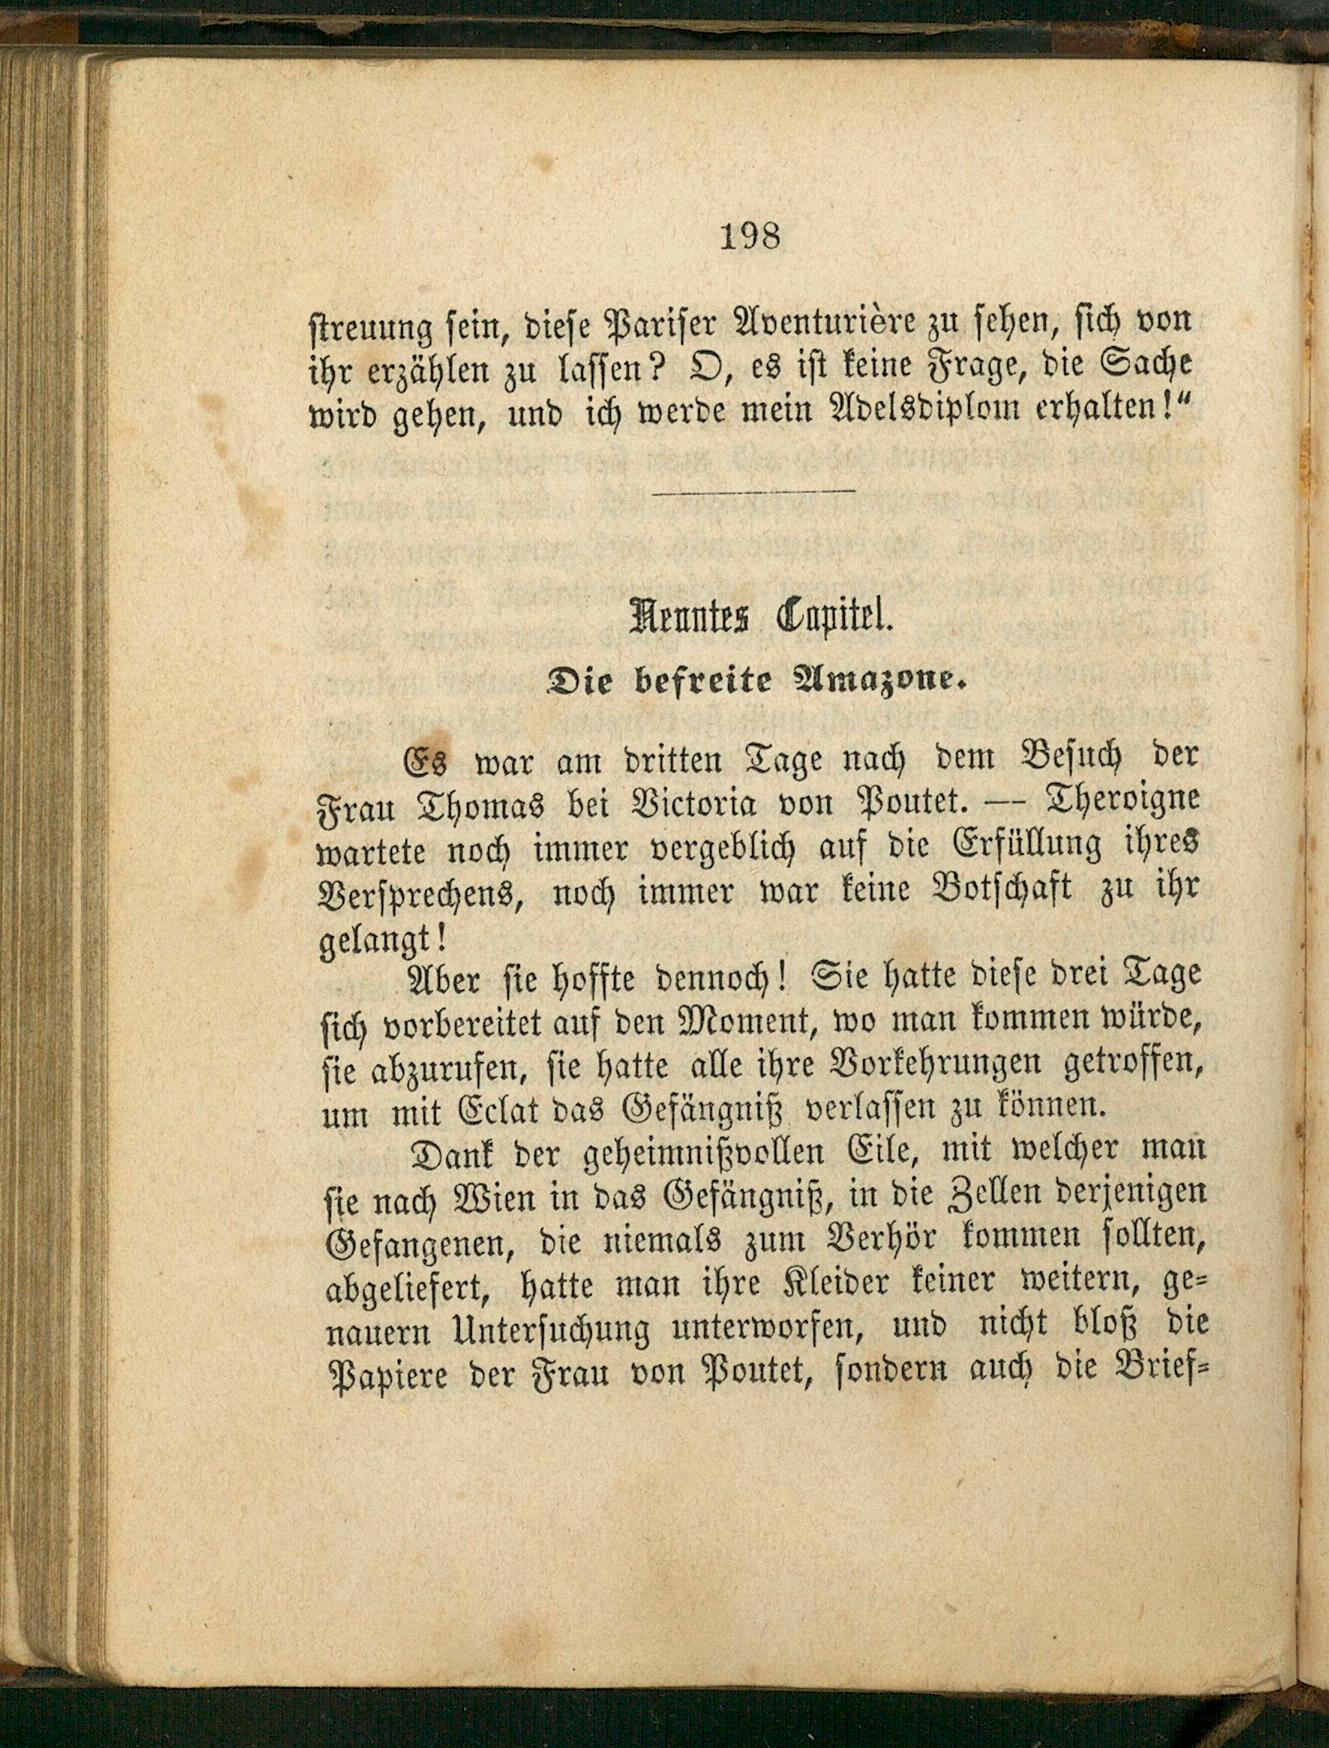 198
streuung sein, diese Pariser Aventurière zu sehen, sich von
ihr erzählen zu lassen? O, es ist keine Frage, die Sache
wird gehen, und ich werde mein Adelsdiplom erhalten!“
Neuntes Capitel.
Die befreite Amazone.
Es war am dritten Tage nach dem Besuch der
Frau Thomas bei Victoria von Poutet. — Theroigne
wartete noch immer vergeblich auf die Erfüllung ihres
Versprechens, noch immer war keine Botschaft zu ihr
gelangt!
Aber sie hoffte dennoch! Sie hatte diese drei Tage
sich vorbereitet auf den Moment, wo man kommen würde,
sie abzurufen, sie hatte alle ihre Vorkehrungen getroffen,
um mit Eclat das Gefängniß verlassen zu können.
Dank der geheimnißvollen Eile, mit welcher man
sie nach Wien in das Gefängniß, in die Zellen derjenigen
Gefangenen, die niemals zum Verhör kommen sollten,
abgeliefert, hatte man ihre Kleider keiner weitern, ge-
nauern Untersuchung unterworfen, und nicht bloß die
Papiere der Frau von Poutet, sondern auch die Brief-